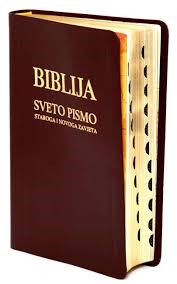 BIBLIJA
SVETO PISMO
STAROGA I NOVOGA ZAVJETA